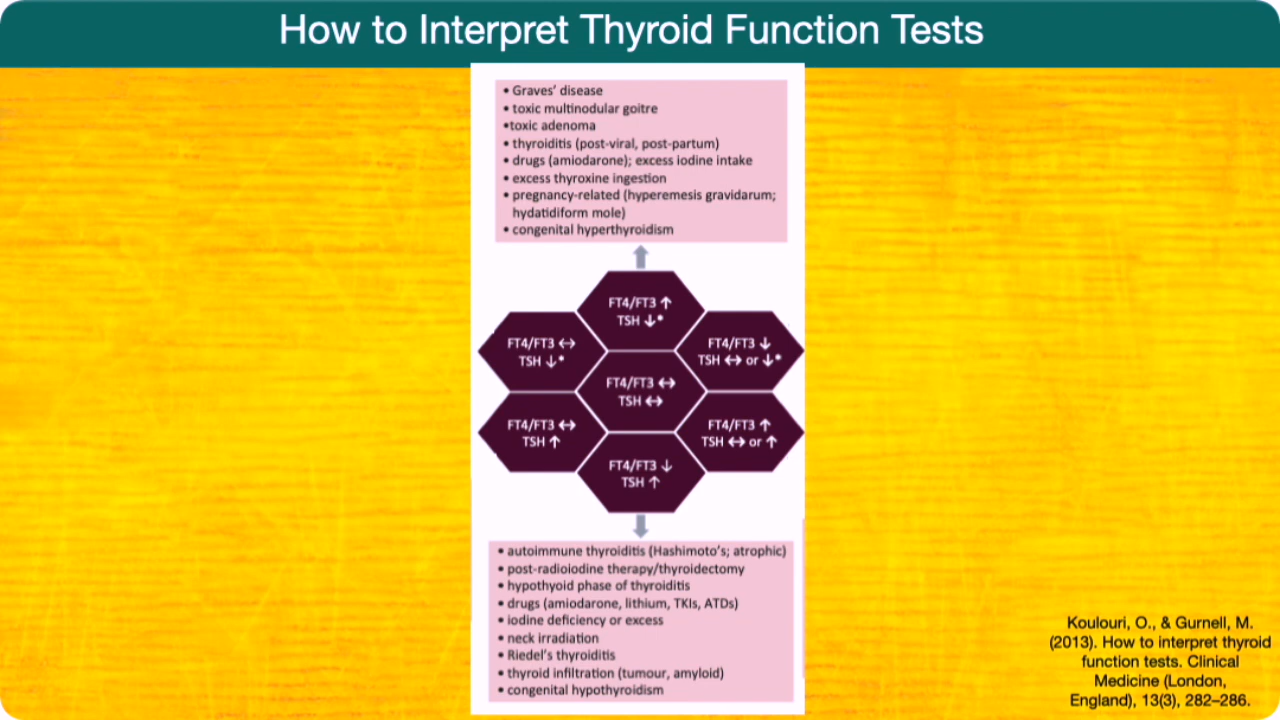 How to Interpret Thyroid Function Tests
• Graves' disease
• toxic multinodular goitre
•toxic adenoma
• thyroiditis (post-viral, post-partum)
• drugs (amiodarone); excess iodine intake
• excess thyroxine ingestion
• pregnancy-related (hyperemesis gravidarum;
hydatidiform mole)
• congenital hyperthyroidism
FT4/FT3 ↑
TSH ↓*
FT4/FT3 ↔
TSH ↓*
FT4/FT3 ↓
TSH ↔ or ↓*
FT4/FT3 ↔
TSH ↔
FT4/FT3 ↔
TSH ↑
FT4/FT3 ↑
TSH ↔ or ↑
FT4/FT3 ↓
TSH ↑
• autoimmune thyroiditis (Hashimoto's; atrophic)
• post-radioiodine therapy/thyroidectomy
• hypothyoid phase of thyroiditis
• drugs (amiodarone, lithium, TKIs, ATDs)
• iodine deficiency or excess
• neck irradiation
• Riedel's thyroiditis
• thyroid infiltration (tumour, amyloid)
• congenital hypothyroidism
Koulouri, O., & Gurnell, M.
(2013). How to interpret thyroid
function tests. Clinical
Medicine (London,
England), 13(3), 282–286.